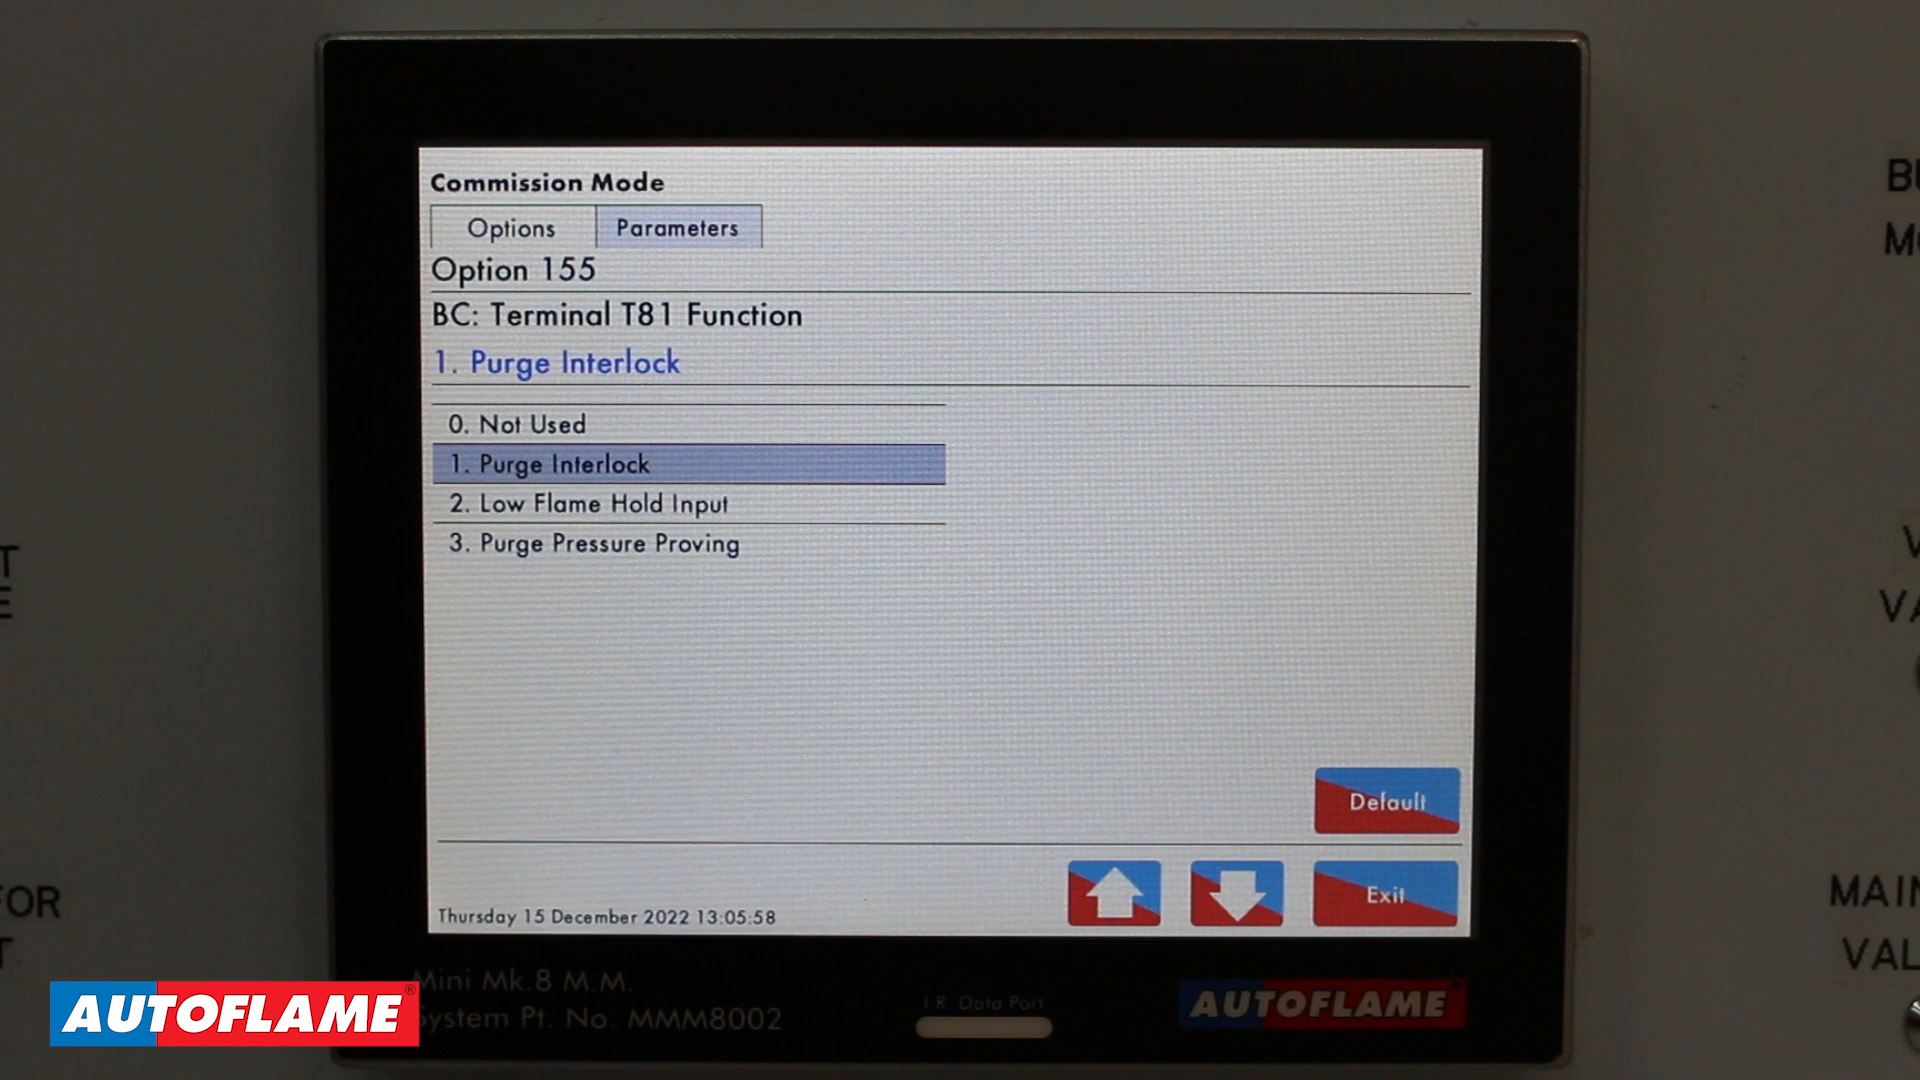 Commission Mode
Options Parameters
Option 155
BC: Terminal T81 Function
1. Purge Interlock
0. Not Used
1. Purge Interlock
2. Low Flame Hold Input
3. Purge Pressure Proving
Default
Exit
Thursday 15 December 2022 13:05:58
Mini Mk.8 M.M.
System Pt. No. MMM8002
I.R. Data Port
AUTOFLAME
AUTOFLAME®
FOR
MAIN